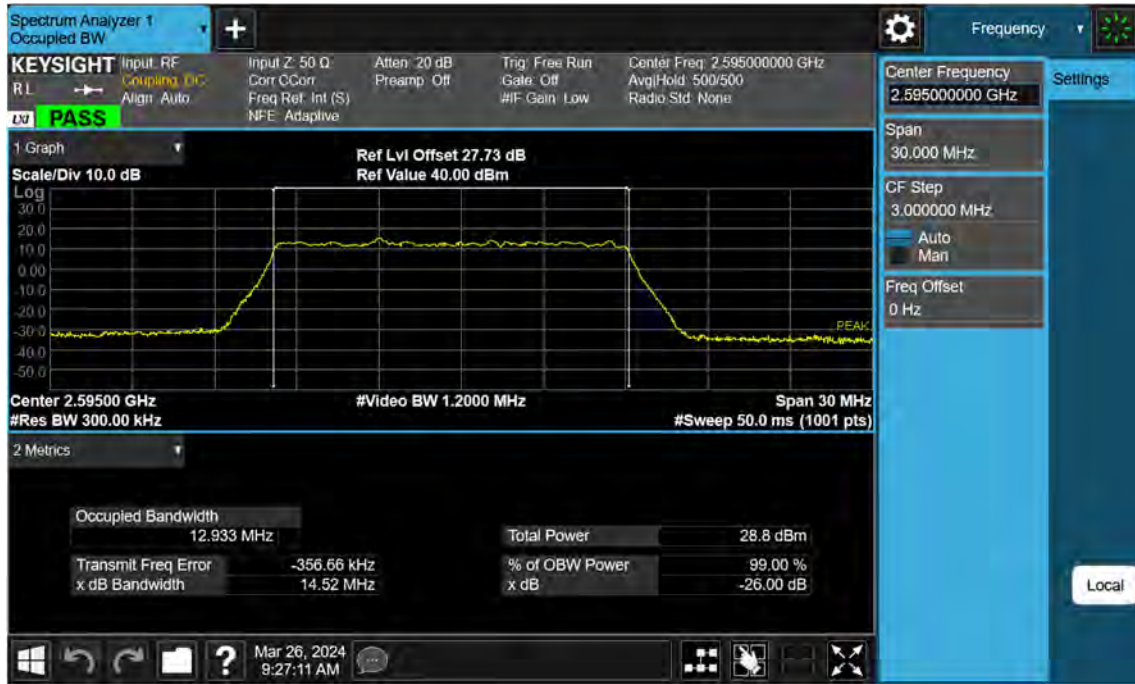 Spectrum Analyzer 1
Occupied BW
Frequency
KEYSIGHT
RL
LXI PASS
Input: RF
Coupling: DC
Align: Auto
Input Z: 50 Ω
Corr CCorr
Freq Ref: Int (S)
NFE: Adaptive
Atten: 20 dB
Preamp: Off
Trig: Free Run
Gate: Off
#IF Gain: Low
Center Freq: 2.595000000 GHz
Avg|Hold: 500/500
Radio Std: None
Center Frequency
2.595000000 GHz
Settings
Span
30.000 MHz
CF Step
3.000000 MHz
Auto
Man
Freq Offset
0 Hz
1 Graph
Scale/Div 10.0 dB
Ref Lvl Offset 27.73 dB
Ref Value 40.00 dBm
Log
30.0
20.0
10.0
0.00
-10.0
-20.0
-30.0
-40.0
-50.0
PEAK
Center 2.59500 GHz
#Video BW 1.2000 MHz
Span 30 MHz
#Res BW 300.00 kHz
#Sweep 50.0 ms (1001 pts)
2 Metrics
Occupied Bandwidth
12.933 MHz
Total Power 28.8 dBm
Transmit Freq Error -356.66 kHz
% of OBW Power 99.00 %
x dB Bandwidth 14.52 MHz
x dB -26.00 dB
Local
?
Mar 26, 2024
9:27:11 AM